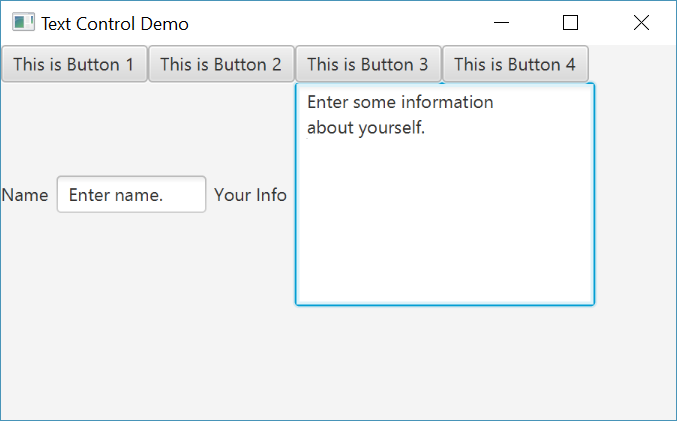 Text Control Demo
This is Button 1 This is Button 2 This is Button 3 This is Button 4
Name Enter name. Your Info
Enter some information
about yourself.